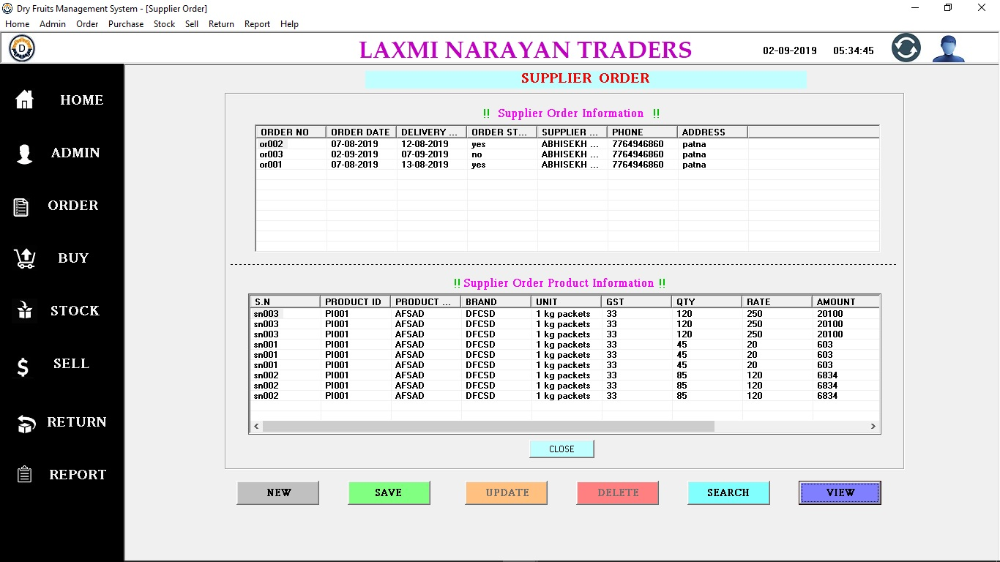 Dry Fruits Management System - [Supplier Order]
Home Admin Order Purchase Stock Sell Return Report Help
D LAXMI NARAYAN TRADERS 02-09-2019 05:34:45
SUPPLIER ORDER
HOME
ADMIN
ORDER
BUY
STOCK
SELL
RETURN
REPORT
!! Supplier Order Information !!
ORDER NO ORDER DATE DELIVERY ... ORDER ST... SUPPLIER ... PHONE ADDRESS
or002 07-08-2019 12-08-2019 yes ABHISEKH ... 7764946860 patna
or003 02-09-2019 07-09-2019 no ABHISEKH ... 7764946860 patna
or001 07-08-2019 13-08-2019 yes ABHISEKH ... 7764946860 patna
!! Supplier Order Product Information !!
S.N PRODUCT ID PRODUCT ... BRAND UNIT GST QTY RATE AMOUNT
sn003 PI001 AFSAD DFCSD 1 kg packets 33 120 250 20100
sn003 PI001 AFSAD DFCSD 1 kg packets 33 120 250 20100
sn003 PI001 AFSAD DFCSD 1 kg packets 33 120 250 20100
sn001 PI001 AFSAD DFCSD 1 kg packets 33 45 20 603
sn001 PI001 AFSAD DFCSD 1 kg packets 33 45 20 603
sn001 PI001 AFSAD DFCSD 1 kg packets 33 45 20 603
sn002 PI001 AFSAD DFCSD 1 kg packets 33 85 120 6834
sn002 PI001 AFSAD DFCSD 1 kg packets 33 85 120 6834
sn002 PI001 AFSAD DFCSD 1 kg packets 33 85 120 6834
CLOSE
NEW SAVE UPDATE DELETE SEARCH VIEW